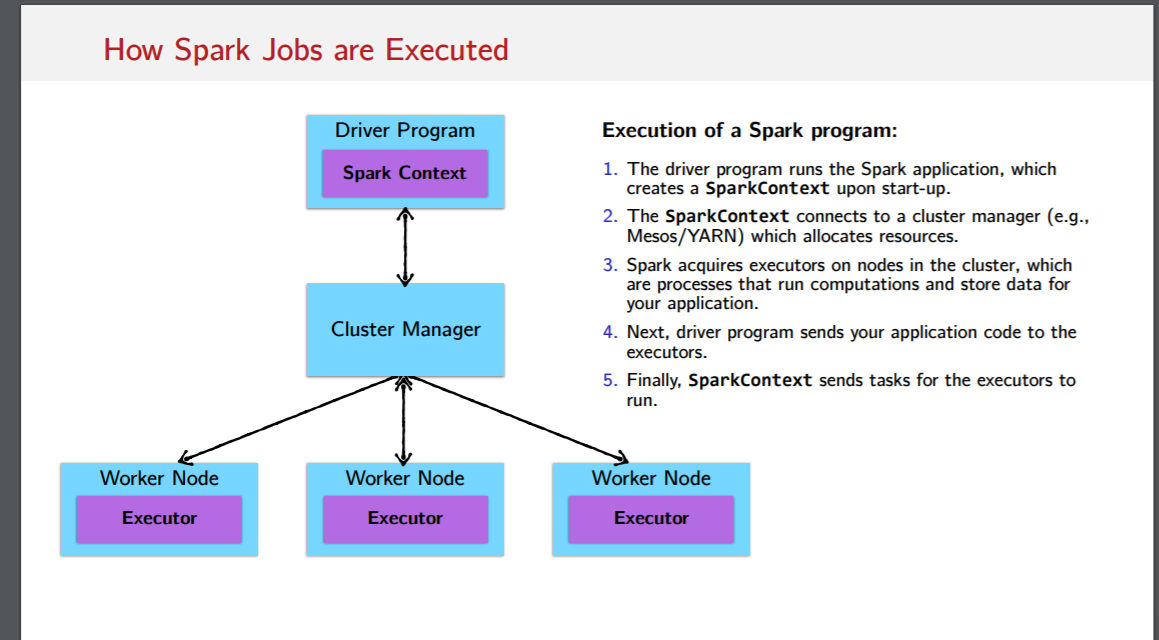 How Spark Jobs are Executed
Driver Program
Spark Context
Cluster Manager
Worker Node
Executor
Worker Node
Executor
Worker Node
Executor
Execution of a Spark program:
1. The driver program runs the Spark application, which
creates a SparkContext upon start-up.
2. The SparkContext connects to a cluster manager (e.g.,
Mesos/YARN) which allocates resources.
3. Spark acquires executors on nodes in the cluster, which
are processes that run computations and store data for
your application.
4. Next, driver program sends your application code to the
executors.
5. Finally, SparkContext sends tasks for the executors to
run.